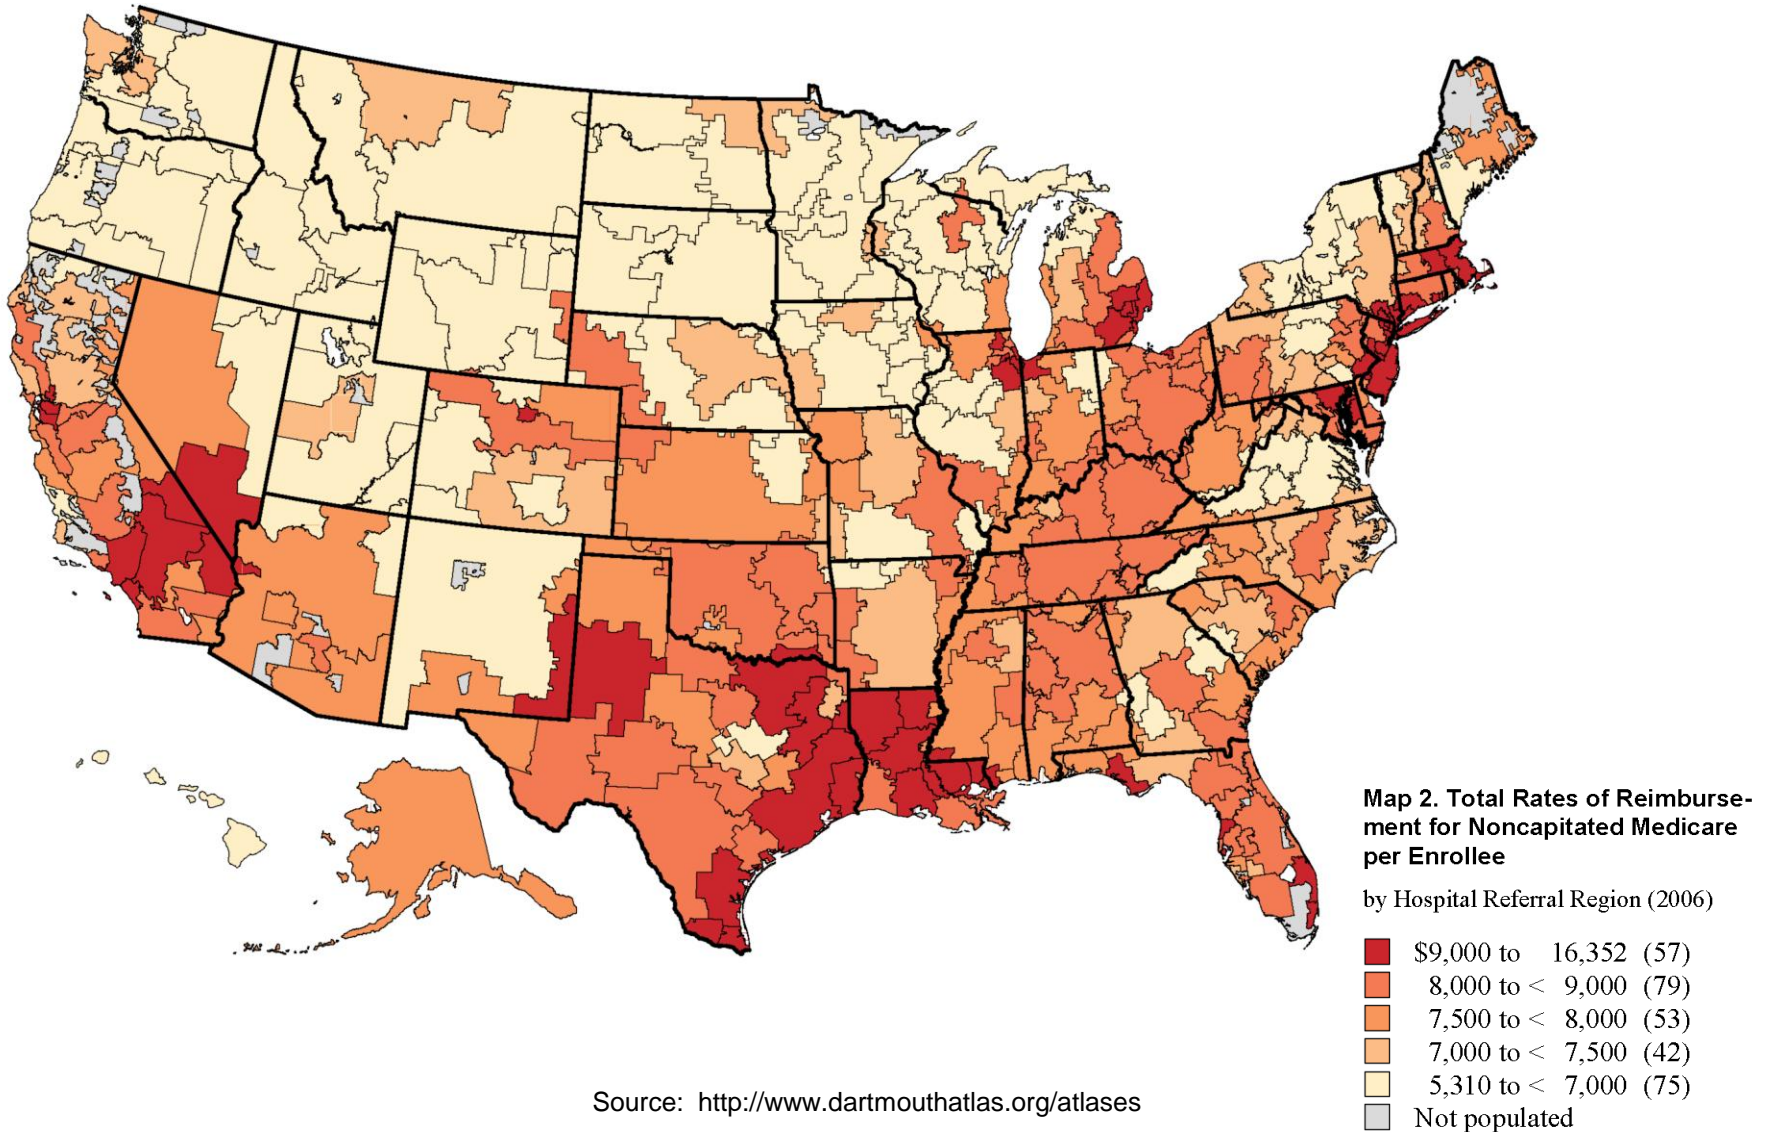 Map 2. Total Rates of Reimburse-
ment for Noncapitated Medicare
per Enrollee
by Hospital Referral Region (2006)
$9,000 to 16,352 (57)
8,000 to < 9,000 (79)
7,500 to < 8,000 (53)
7,000 to < 7,500 (42)
5,310 to < 7,000 (75)
Not populated
Source: http://www.dartmouthatlas.org/atlases